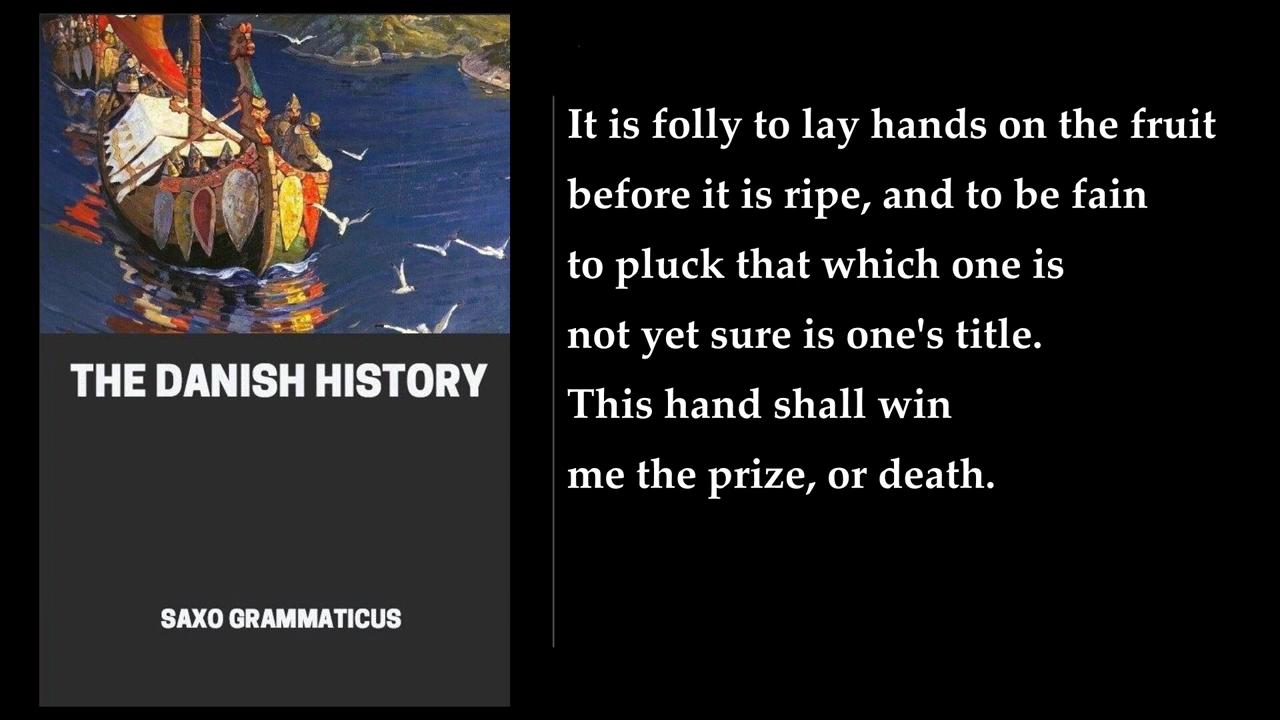 THE DANISH HISTORY
SAXO GRAMMATICUS
It is folly to lay hands on the fruit
before it is ripe, and to be fain
to pluck that which one is
not yet sure is one's title.
This hand shall win
me the prize, or death.